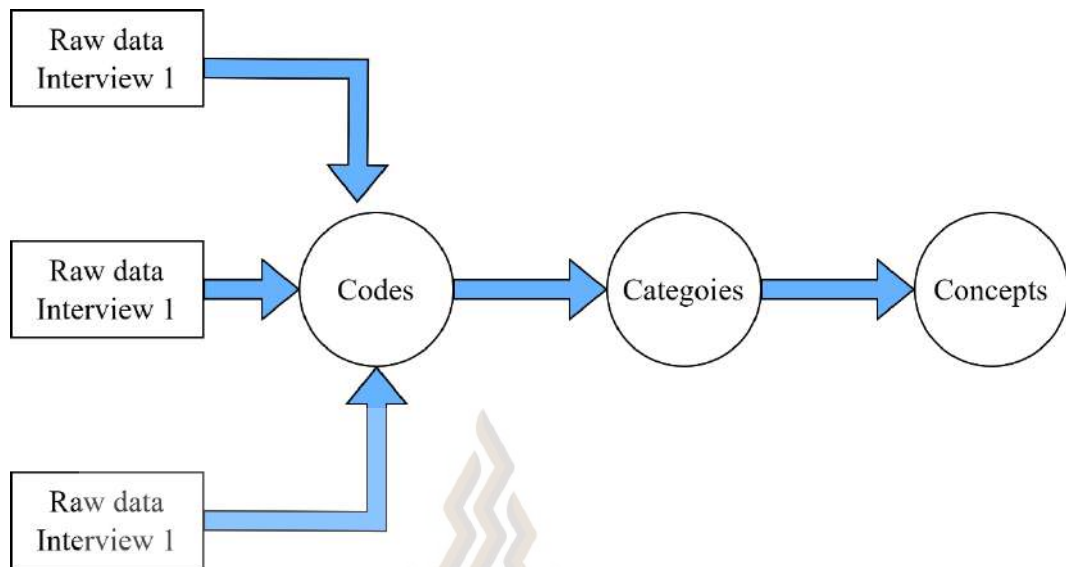 Raw data
Interview 1
Raw data
Interview 1
Codes
Categoies
Concepts
Raw data
Interview 1